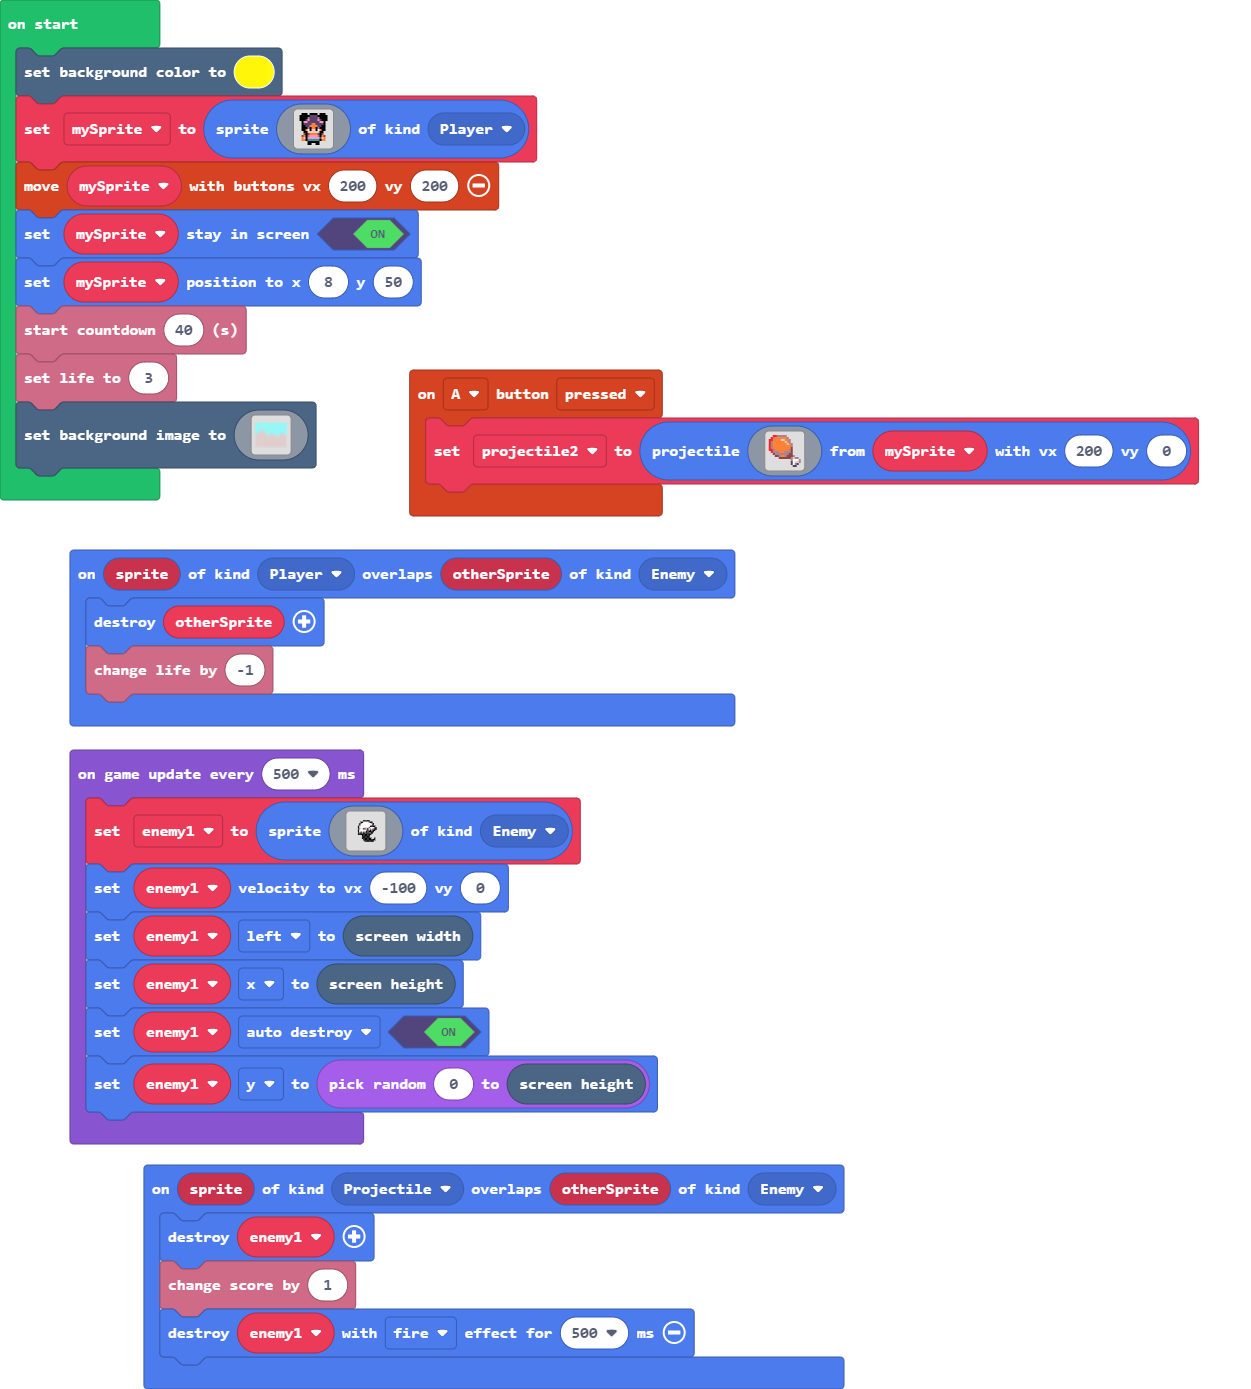 on start
set background color to
set mySprite to sprite of kind Player
move mySprite with buttons vx 200 vy 200
set mySprite stay in screen ON
set mySprite position to x 8 y 50
start countdown 40 (s)
set life to 3
set background image to
on A button pressed
set projectile2 to projectile from mySprite with vx 200 vy 0
on sprite of kind Player overlaps otherSprite of kind Enemy
destroy otherSprite
change life by -1
on game update every 500 ms
set enemy1 to sprite of kind Enemy
set enemy1 velocity to vx -100 vy 0
set enemy1 left to screen width
set enemy1 x to screen height
set enemy1 auto destroy ON
set enemy1 y to pick random 0 to screen height
on sprite of kind Projectile overlaps otherSprite of kind Enemy
destroy enemy1
change score by 1
destroy enemy1 with fire effect for 500 ms